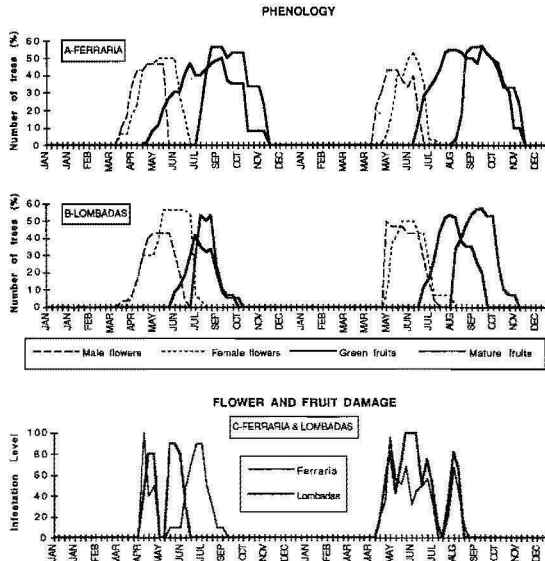 PHENOLOGY
A-FERRARIA
Number of trees (%)
60
50
40
30
20
10
0
JAN JAN FEB MAR APR MAY JUN JUL SEP OCT NOV DEC JAN JAN FEB MAR MAY JUN JUL AUG SEP OCT NOV DEC
B-LOMBADAS
Number of trees (%)
60
50
40
30
20
10
0
JAN JAN FEB MAR APR MAY JUN JUL SEP OCT NOV DEC JAN JAN FEB MAR MAY JUN JUL AUG SEP OCT NOV DEC
Male flowers Female flowers Green fruits Mature fruits
FLOWER AND FRUIT DAMAGE
C-FERRARIA & LOMBADAS
Infestation Level
100
80
60
40
20
0
Ferraria
Lombadas
JAN JAN FEB MAR APR MAY JUN JUL SEP OCT NOV DEC JAN JAN FEB MAR MAY JUN JUL AUG SEP OCT NOV DEC